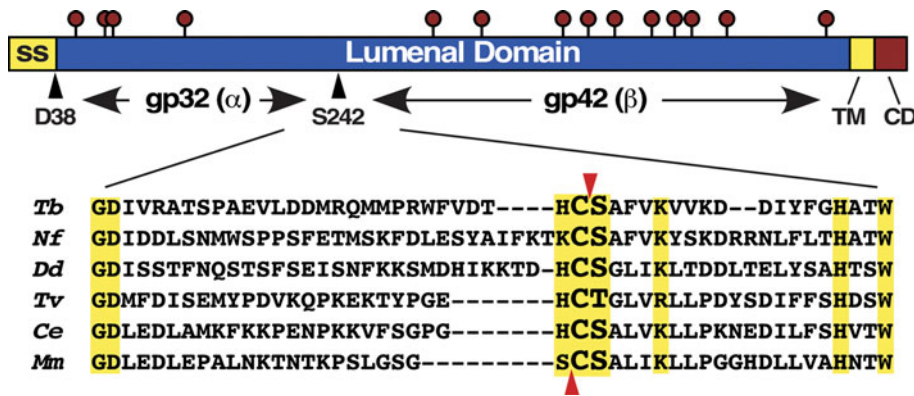 SS Lumenal Domain
gp32 (α) gp42 (β)
D38 S242 TM CD
Tb GDIVRATSPAEVLDDMRQMMPRWFVDT----HCSAFVKVVKD--DIYFGHATW
Nf GDIDDLSNMWSPPSFETMSKFDLESYAIFKTKCSAFVKYSKDRRNLFLTHATW
Dd GDISSTFNQSTSFSEISNFKKSMDHIKKTD-HCSGLIKLTDDLTELYSAHTSW
Tv GDMFDISEMYPDVKQPKEKTYPGE-------HCTGLVRLLPDYSDIFFSHDSW
Ce GDLEDLAMKFKKPENPKKVFSGPG-------HCSALVKLLPKNEDILFSHVTW
Mm GDLEDLEPALNKTNTKPSLGSG---------SCSALIKLLPGGHDLLVAHNTW